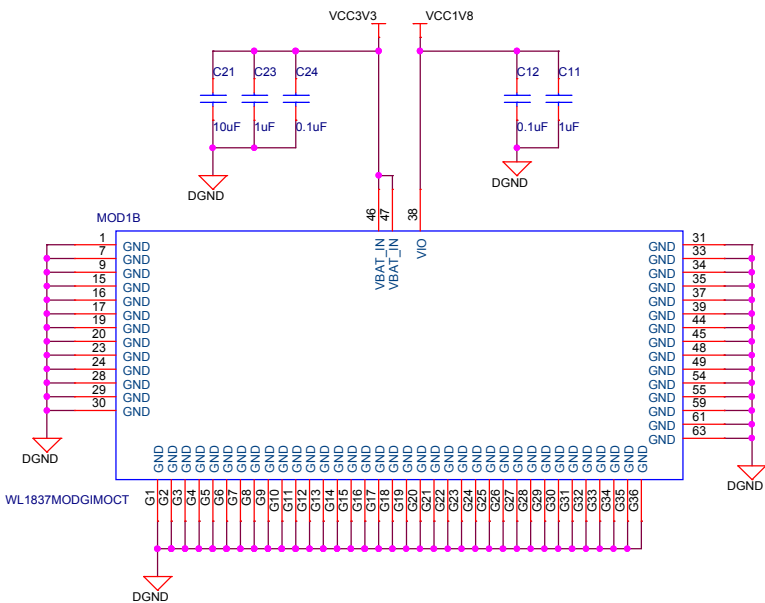 VCC3V3 VCC1V8
C21 C23 C24 C12 C11
10uF 1uF 0.1uF 0.1uF 1uF
DGND DGND
MOD1B
46 47 38
VBAT_IN VBAT_IN VIO
1 GND GND 31
7 GND GND 33
9 GND GND 34
15 GND GND 35
16 GND GND 37
17 GND GND 39
19 GND GND 44
20 GND GND 45
23 GND GND 48
24 GND GND 49
28 GND GND 54
29 GND GND 55
30 GND GND 59
GND 61
GND 63
DGND DGND
GND GND GND GND GND GND GND GND GND GND GND GND GND GND GND GND GND GND GND GND GND GND GND GND GND GND GND GND GND GND GND GND GND GND GND GND
WL1837MODGIMOCT
G1 G2 G3 G4 G5 G6 G7 G8 G9 G10 G11 G12 G13 G14 G15 G16 G17 G18 G19 G20 G21 G22 G23 G24 G25 G26 G27 G28 G29 G30 G31 G32 G33 G34 G35 G36
DGND